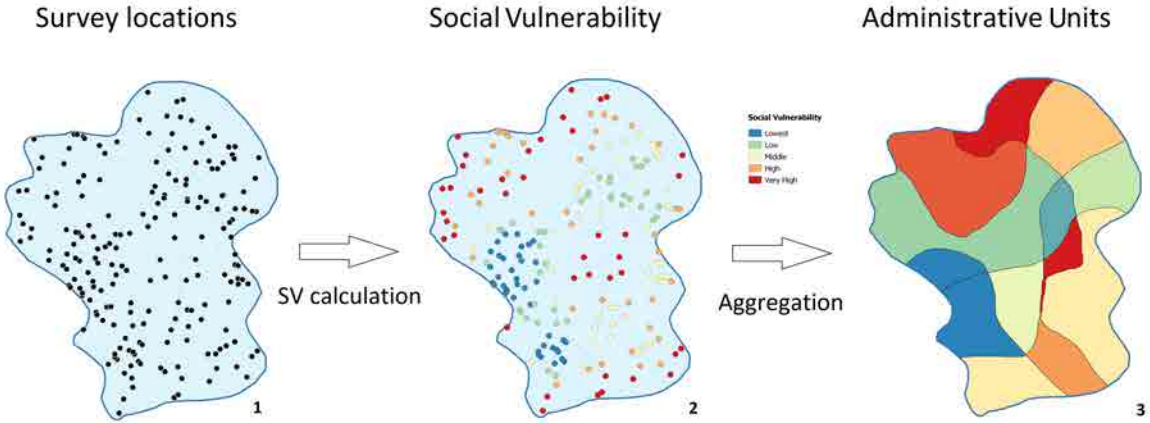 Survey locations
Social Vulnerability
Administrative Units
SV calculation
Aggregation
Social Vulnerability
Lowest
Low
Middle
High
Very High
1
2
3